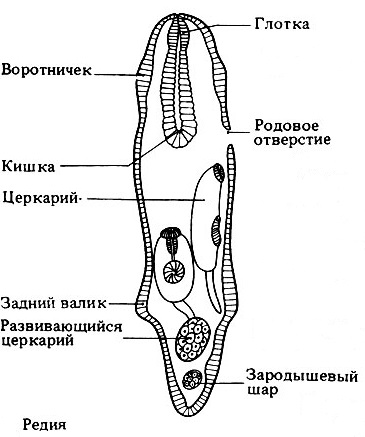 Глотка
Воротничек
Родовое
отверстие
Кишка
Церкарий
Задний валик
Развивающийся
церкарий
Зародышевый
шар
Редия